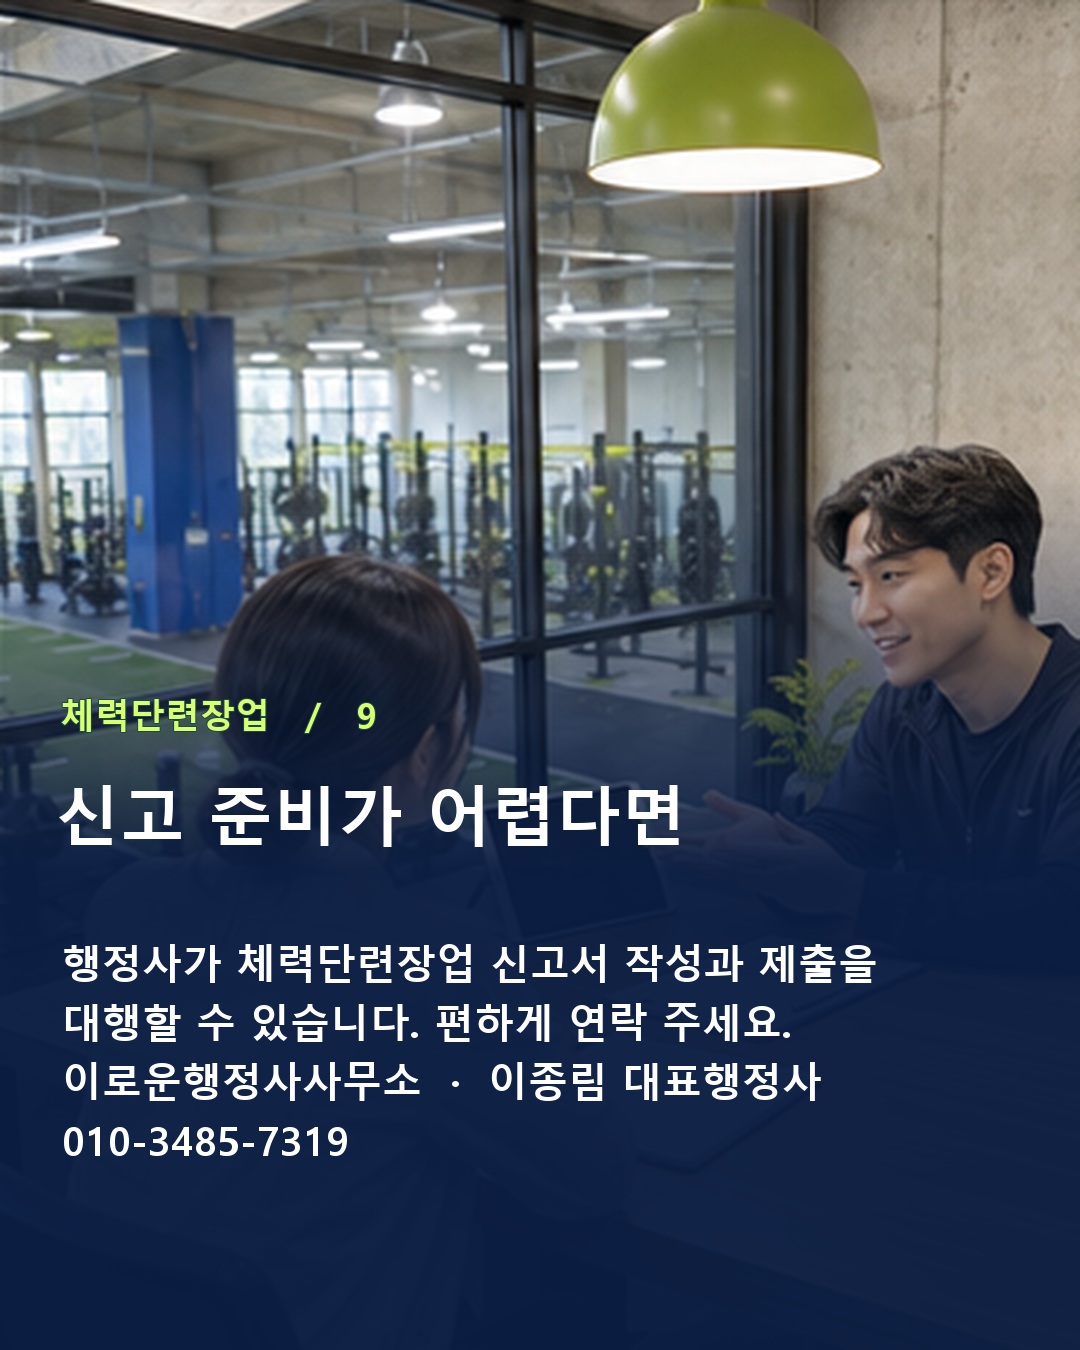 체력단련장업 / 9
신고 준비가 어렵다면
행정사가 체력단련장업 신고서 작성과 제출을
대행할 수 있습니다. 편하게 연락 주세요.
이로운행정사사무소 · 이종림 대표행정사
010-3485-7319